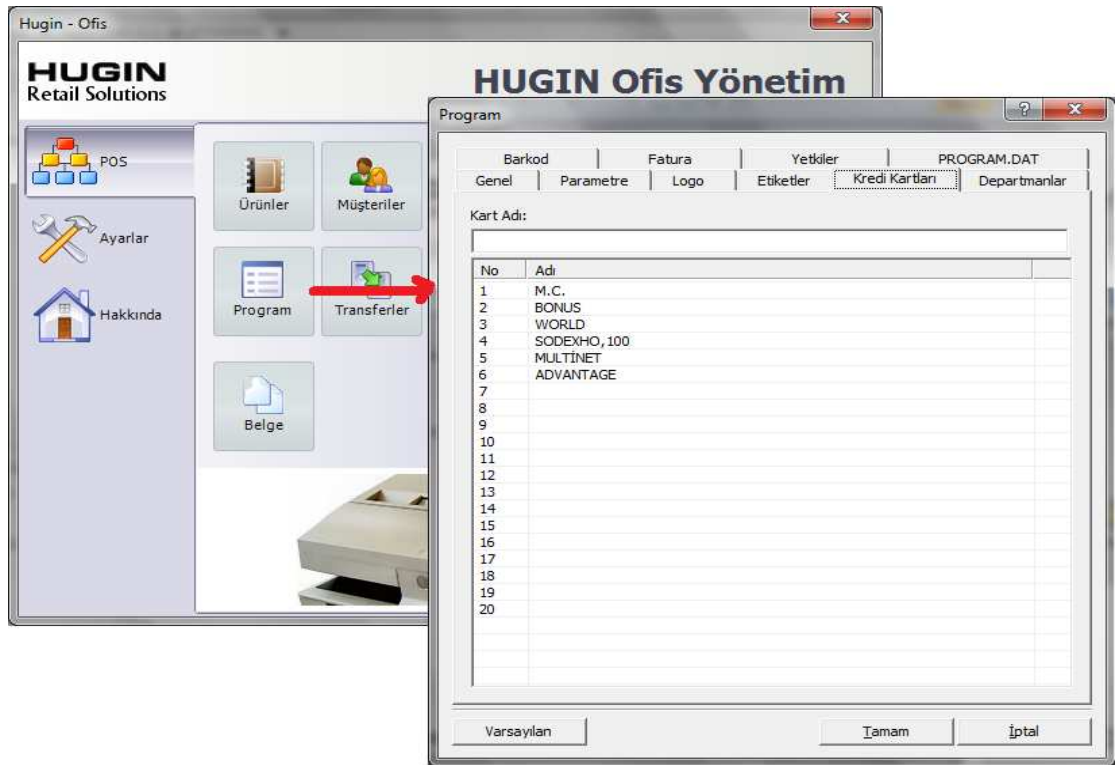 Hugin - Ofis
HUGIN
Retail Solutions
HUGIN Ofis Yönetim
POS
Ayarlar
Hakkında
Ürünler
Müşteriler
Program
Transferler
Belge
Program
Barkod
Fatura
Yetkiler
PROGRAM.DAT
Genel
Parametre
Logo
Etiketler
Kredi Kartları
Departmanlar
Kart Adı:
No Adı
1 M.C.
2 BONUS
3 WORLD
4 SODEXHO,100
5 MULTİNET
6 ADVANTAGE
7
8
9
10
11
12
13
14
15
16
17
18
19
20
Varsayılan
Tamam
İptal